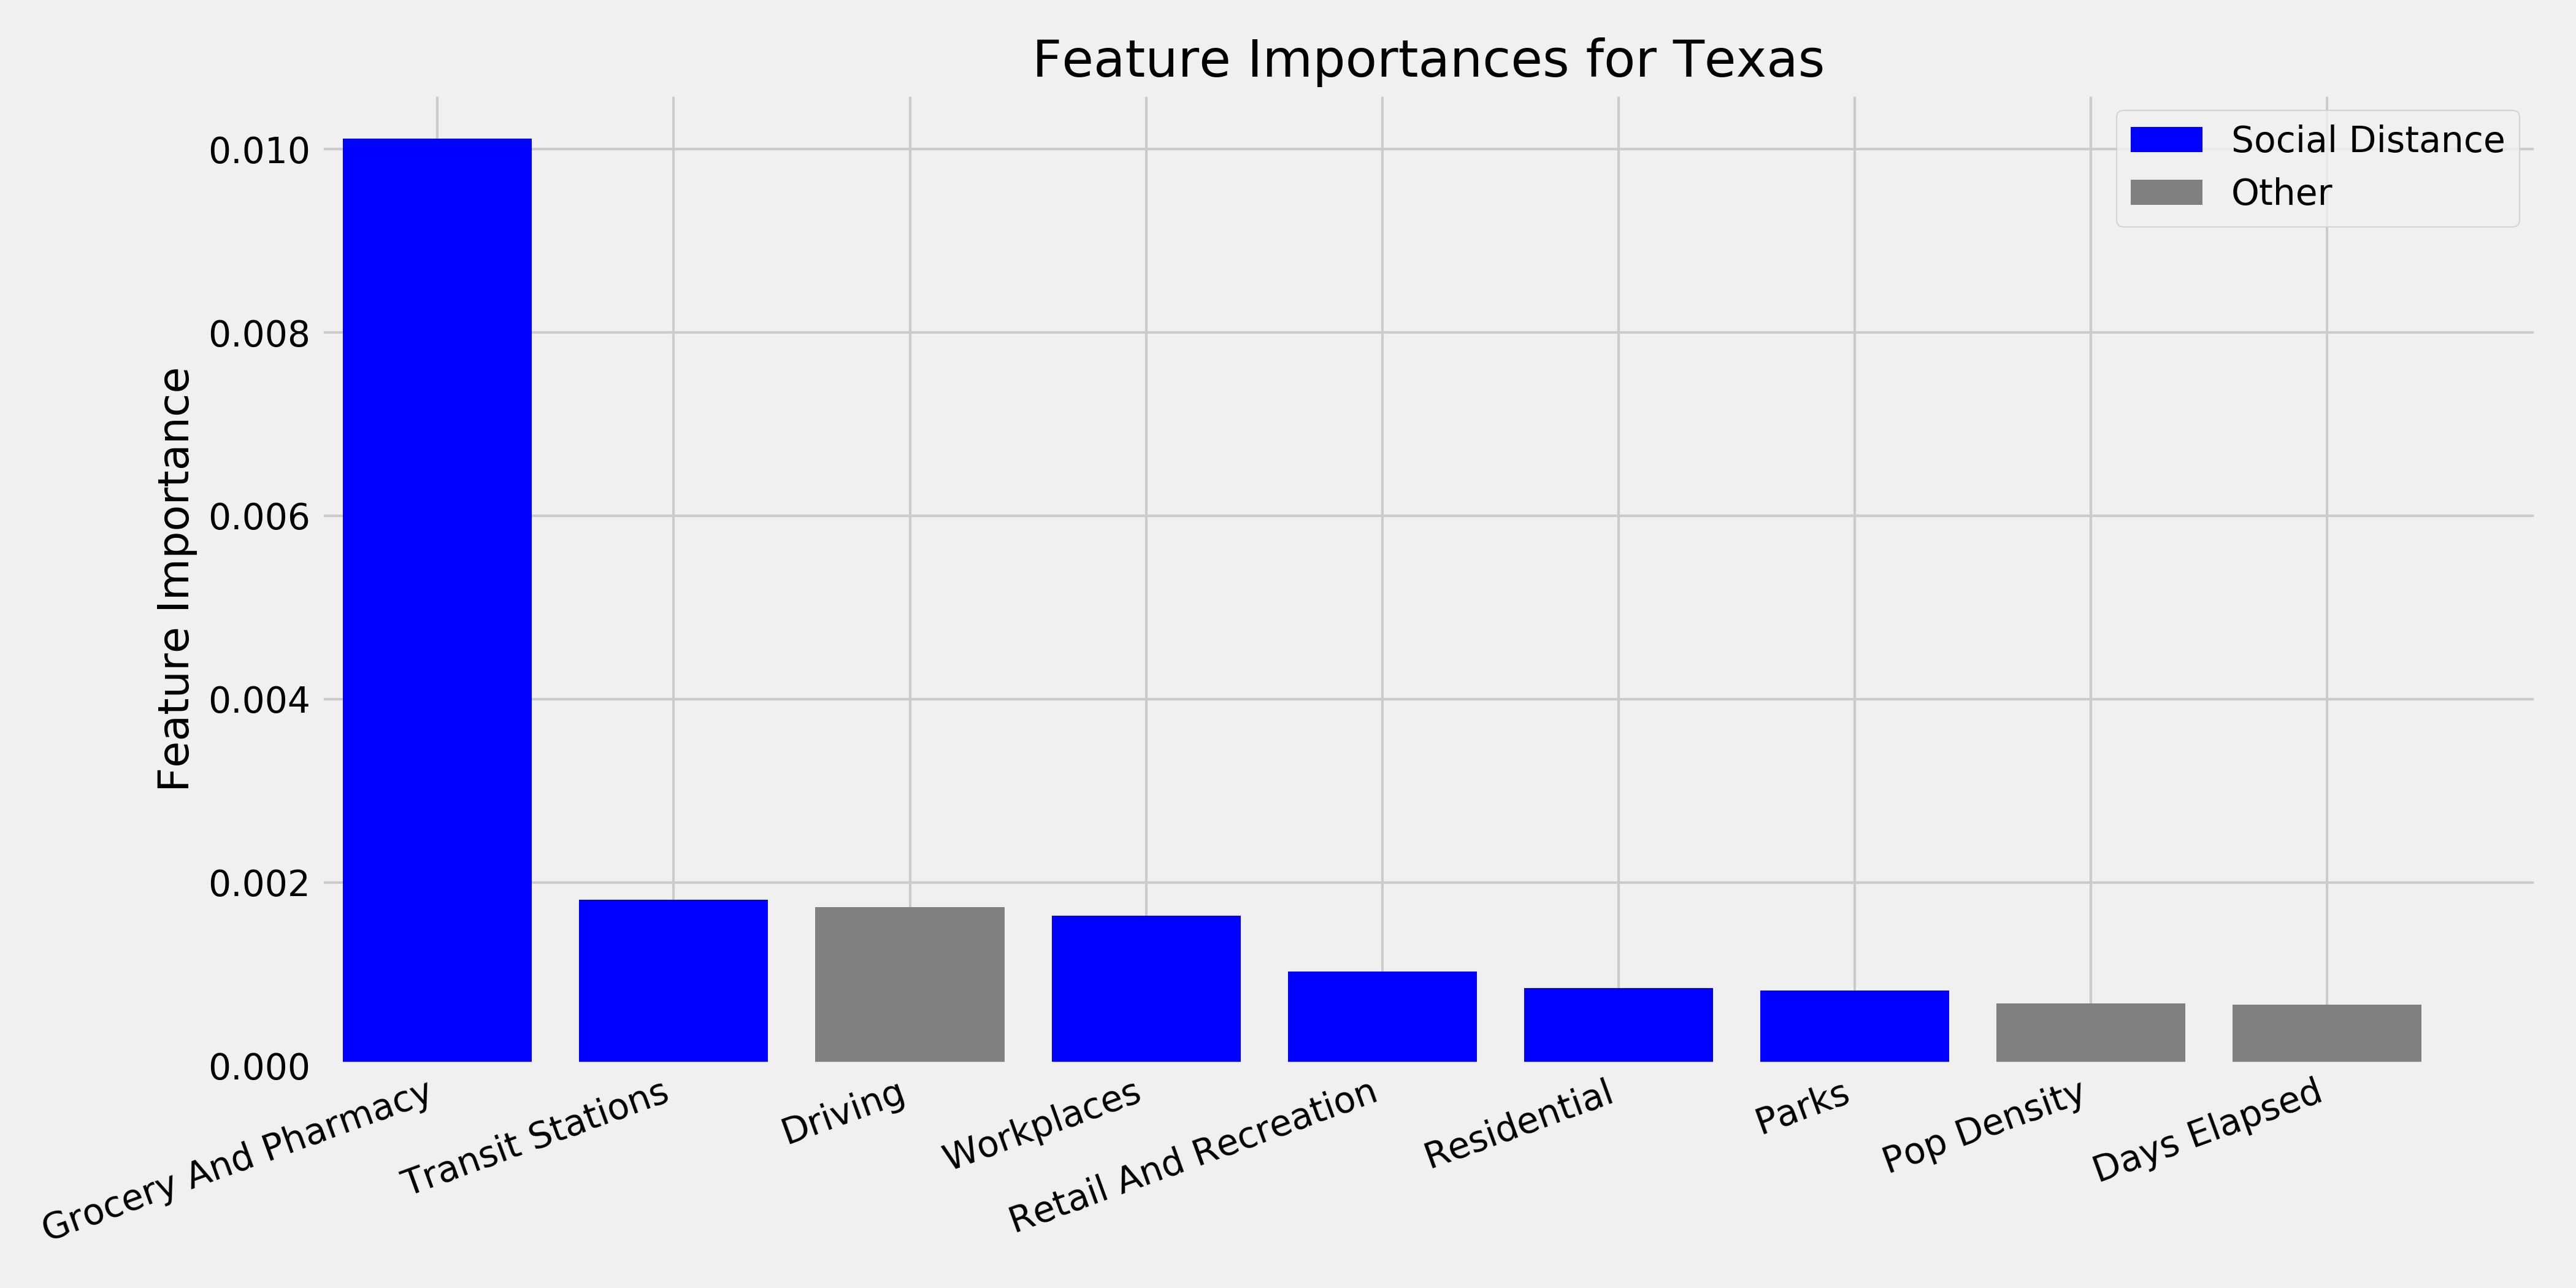 Feature Importances for Texas
Social Distance
Other
Feature Importance
0.010
0.008
0.006
0.004
0.002
0.000
Grocery And Pharmacy
Transit Stations
Driving
Workplaces
Retail And Recreation
Residential
Parks
Pop Density
Days Elapsed